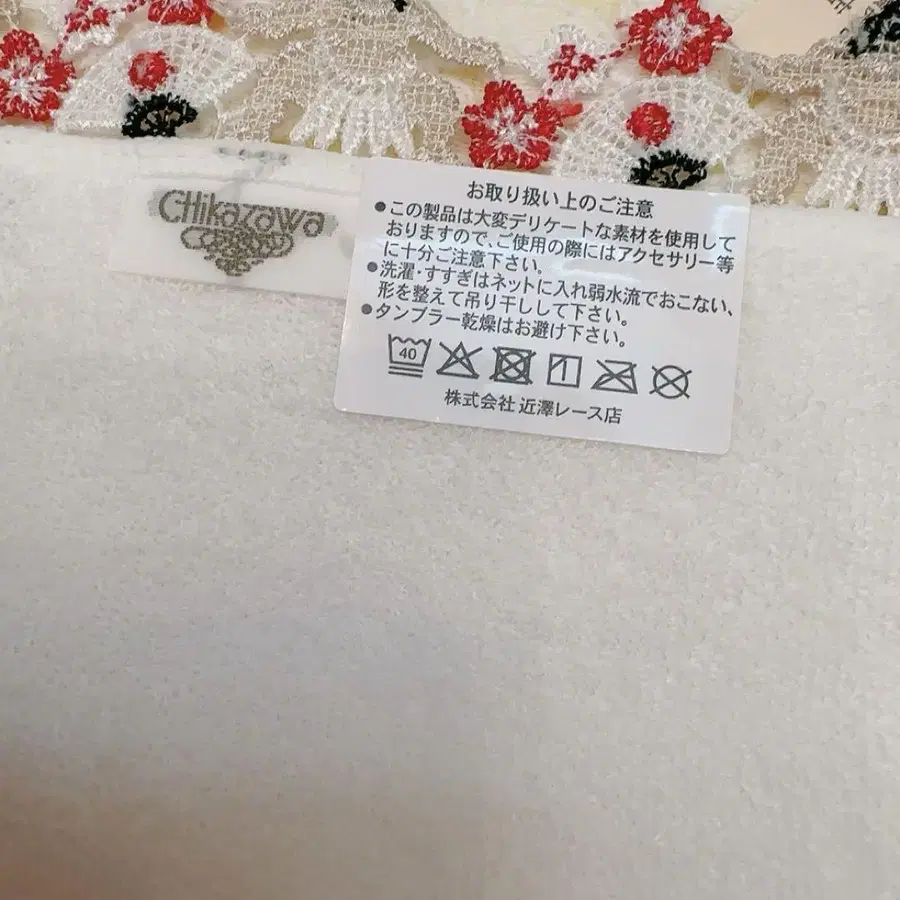 CHikazawa
お取り扱い上のご注意
●この製品は大変デリケートな素材を使用して
おりますので、ご使用の際にはアクセサリー等
に十分ご注意下さい。
●洗濯・すすぎはネットに入れ弱水流でおこない、
形を整えて吊り干しして下さい。
●タンブラー乾燥はお避け下さい。
40
株式会社 近澤レース店